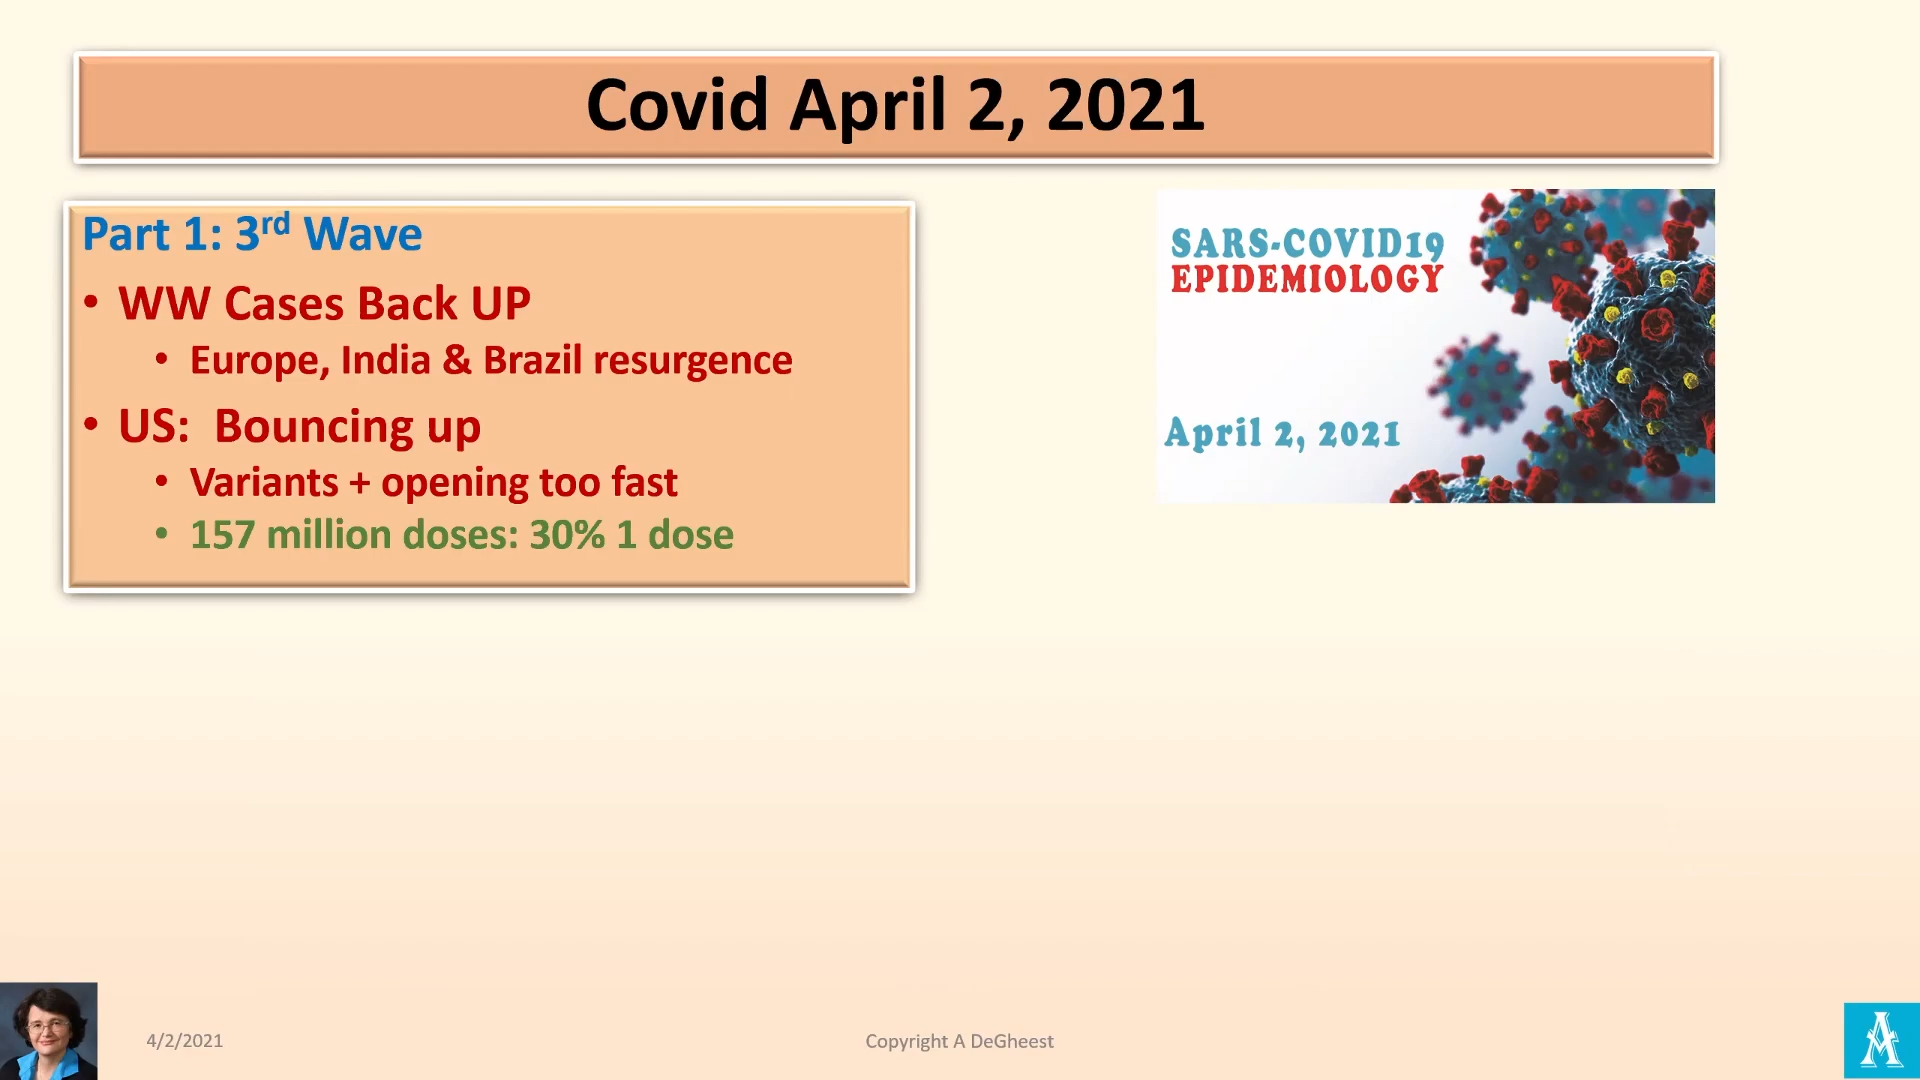 Covid April 2, 2021
Part 1: 3rd Wave
• WW Cases Back UP
• Europe, India & Brazil resurgence
• US:  Bouncing up
• Variants + opening too fast
• 157 million doses: 30% 1 dose
SARS-COVID19
EPIDEMIOLOGY
April 2, 2021
4/2/2021
Copyright A DeGheest
A